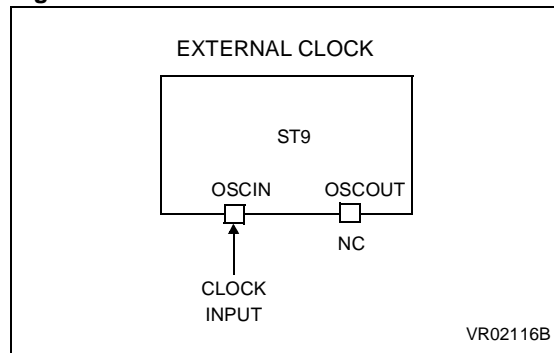 EXTERNAL CLOCK
ST9
OSCIN OSCOUT
NC
CLOCK
INPUT
VR02116B